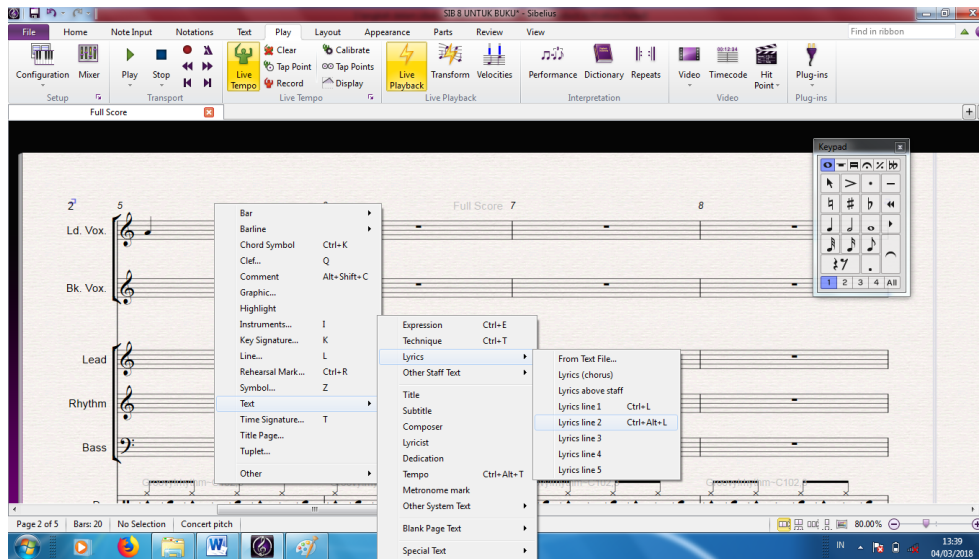 SIB 8 UNTUK BUKU* - Sibelius
File Home Note Input Notations Text Play Layout Appearance Parts Review View Find in ribbon
Configuration Mixer Play Stop Live Tempo Clear Tap Point Record Calibrate Tap Points Display Live Playback Transform Velocities Performance Dictionary Repeats Video Timecode Hit Point Plug-ins
Setup Transport Live Tempo Live Playback Interpretation Video Plug-ins
Full Score
Keypad
2 5 Full Score 7 8
Ld. Vox.
Bk. Vox.
Lead
Rhythm
Bass
Bar
Barline
Chord Symbol Ctrl+K
Clef... Q
Comment Alt+Shift+C
Graphic...
Highlight
Instruments... I
Key Signature... K
Line... L
Rehearsal Mark... Ctrl+R
Symbol... Z
Text
Time Signature... T
Title Page...
Tuplet...
Other
Expression Ctrl+E
Technique Ctrl+T
Lyrics
Other Staff Text
Title
Subtitle
Composer
Lyricist
Dedication
Tempo Ctrl+Alt+T
Metronome mark
Other System Text
Blank Page Text
Special Text
From Text File...
Lyrics (chorus)
Lyrics above staff
Lyrics line 1 Ctrl+L
Lyrics line 2 Ctrl+Alt+L
Lyrics line 3
Lyrics line 4
Lyrics line 5
1 2 3 4 All
Page 2 of 5 Bars: 20 No Selection Concert pitch 80.00%
IN 13:39
04/03/2018